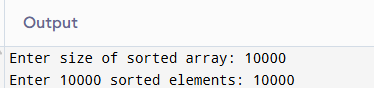 Output
Enter size of sorted array: 10000
Enter 10000 sorted elements: 10000